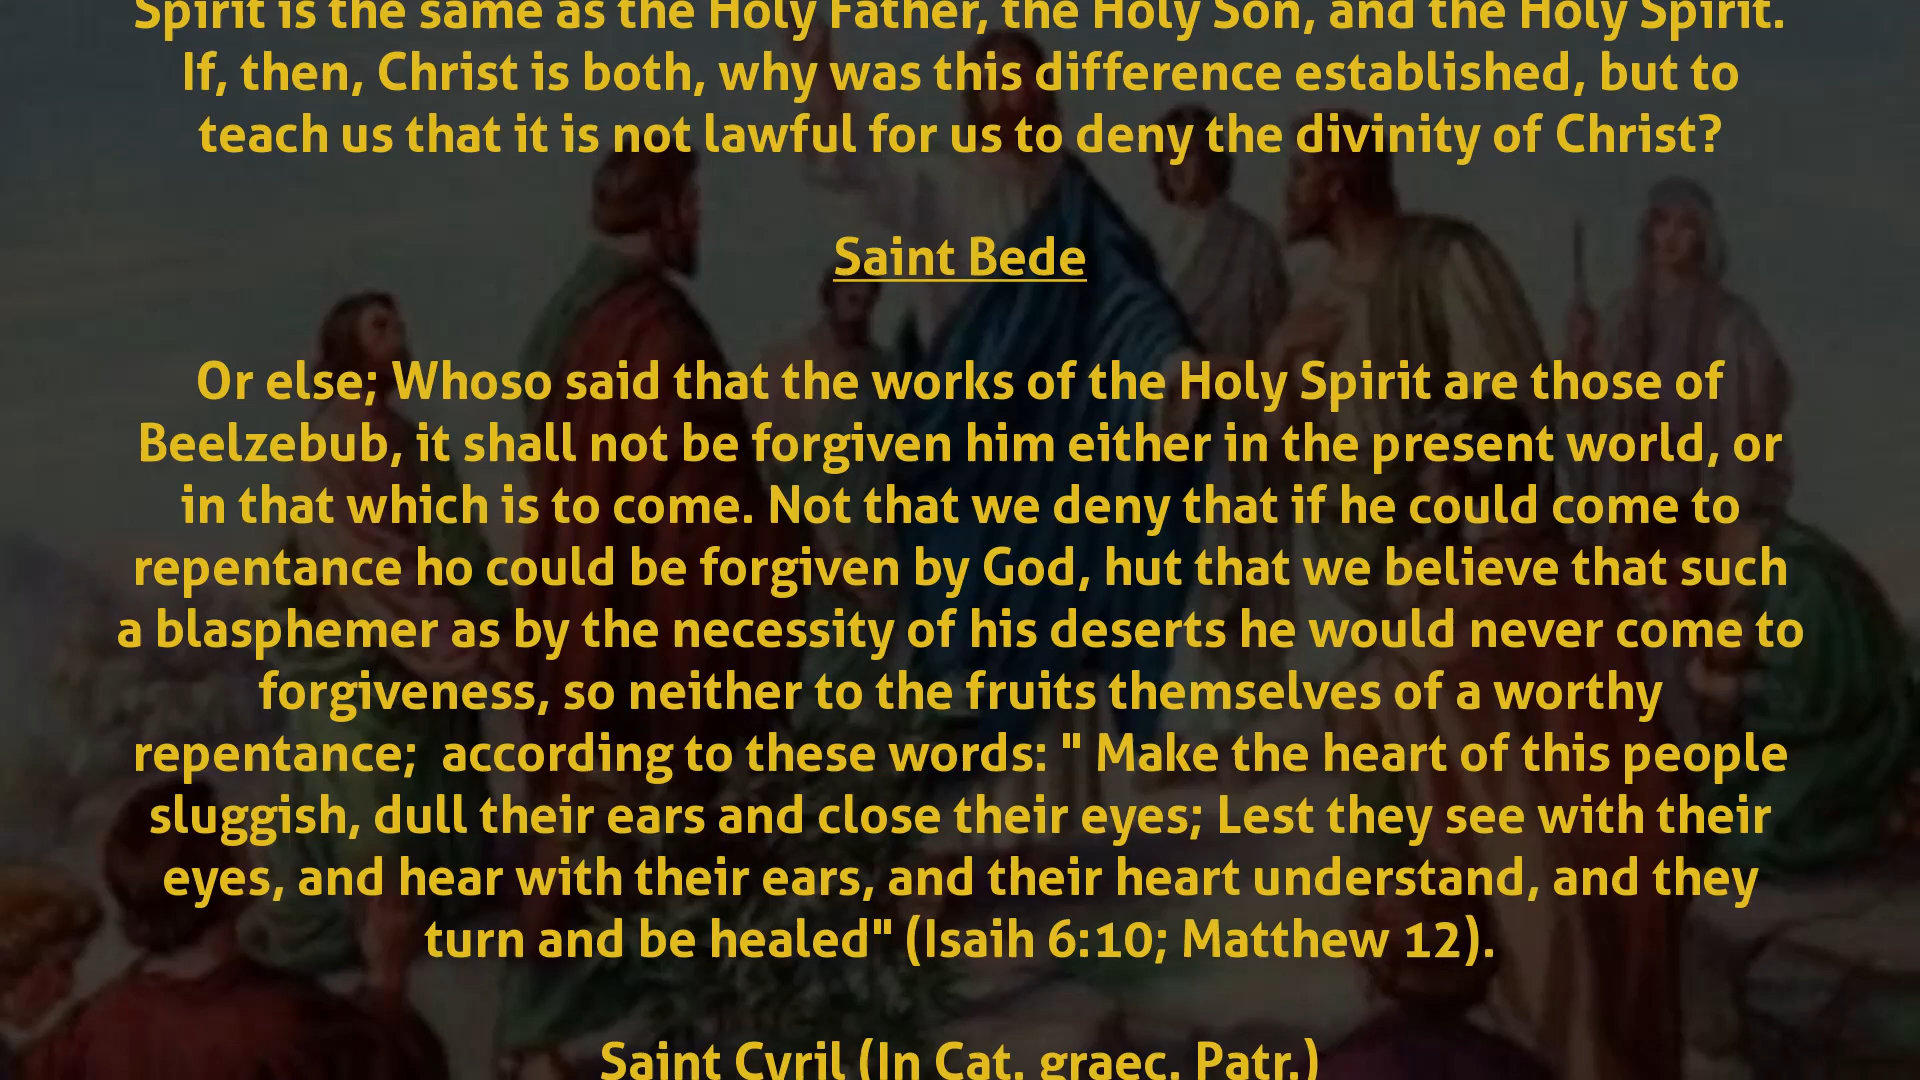 Spirit is the same as the Holy Father, the Holy Son, and the Holy Spirit.
If, then, Christ is both, why was this difference established, but to
teach us that it is not lawful for us to deny the divinity of Christ?
Saint Bede
Or else; Whoso said that the works of the Holy Spirit are those of
Beelzebub, it shall not be forgiven him either in the present world, or
in that which is to come. Not that we deny that if he could come to
repentance ho could be forgiven by God, hut that we believe that such
a blasphemer as by the necessity of his deserts he would never come to
forgiveness, so neither to the fruits themselves of a worthy
repentance;  according to these words: " Make the heart of this people
sluggish, dull their ears and close their eyes; Lest they see with their
eyes, and hear with their ears, and their heart understand, and they
turn and be healed" (Isaih 6:10; Matthew 12).
Saint Cyril (In Cat. graec. Patr.)